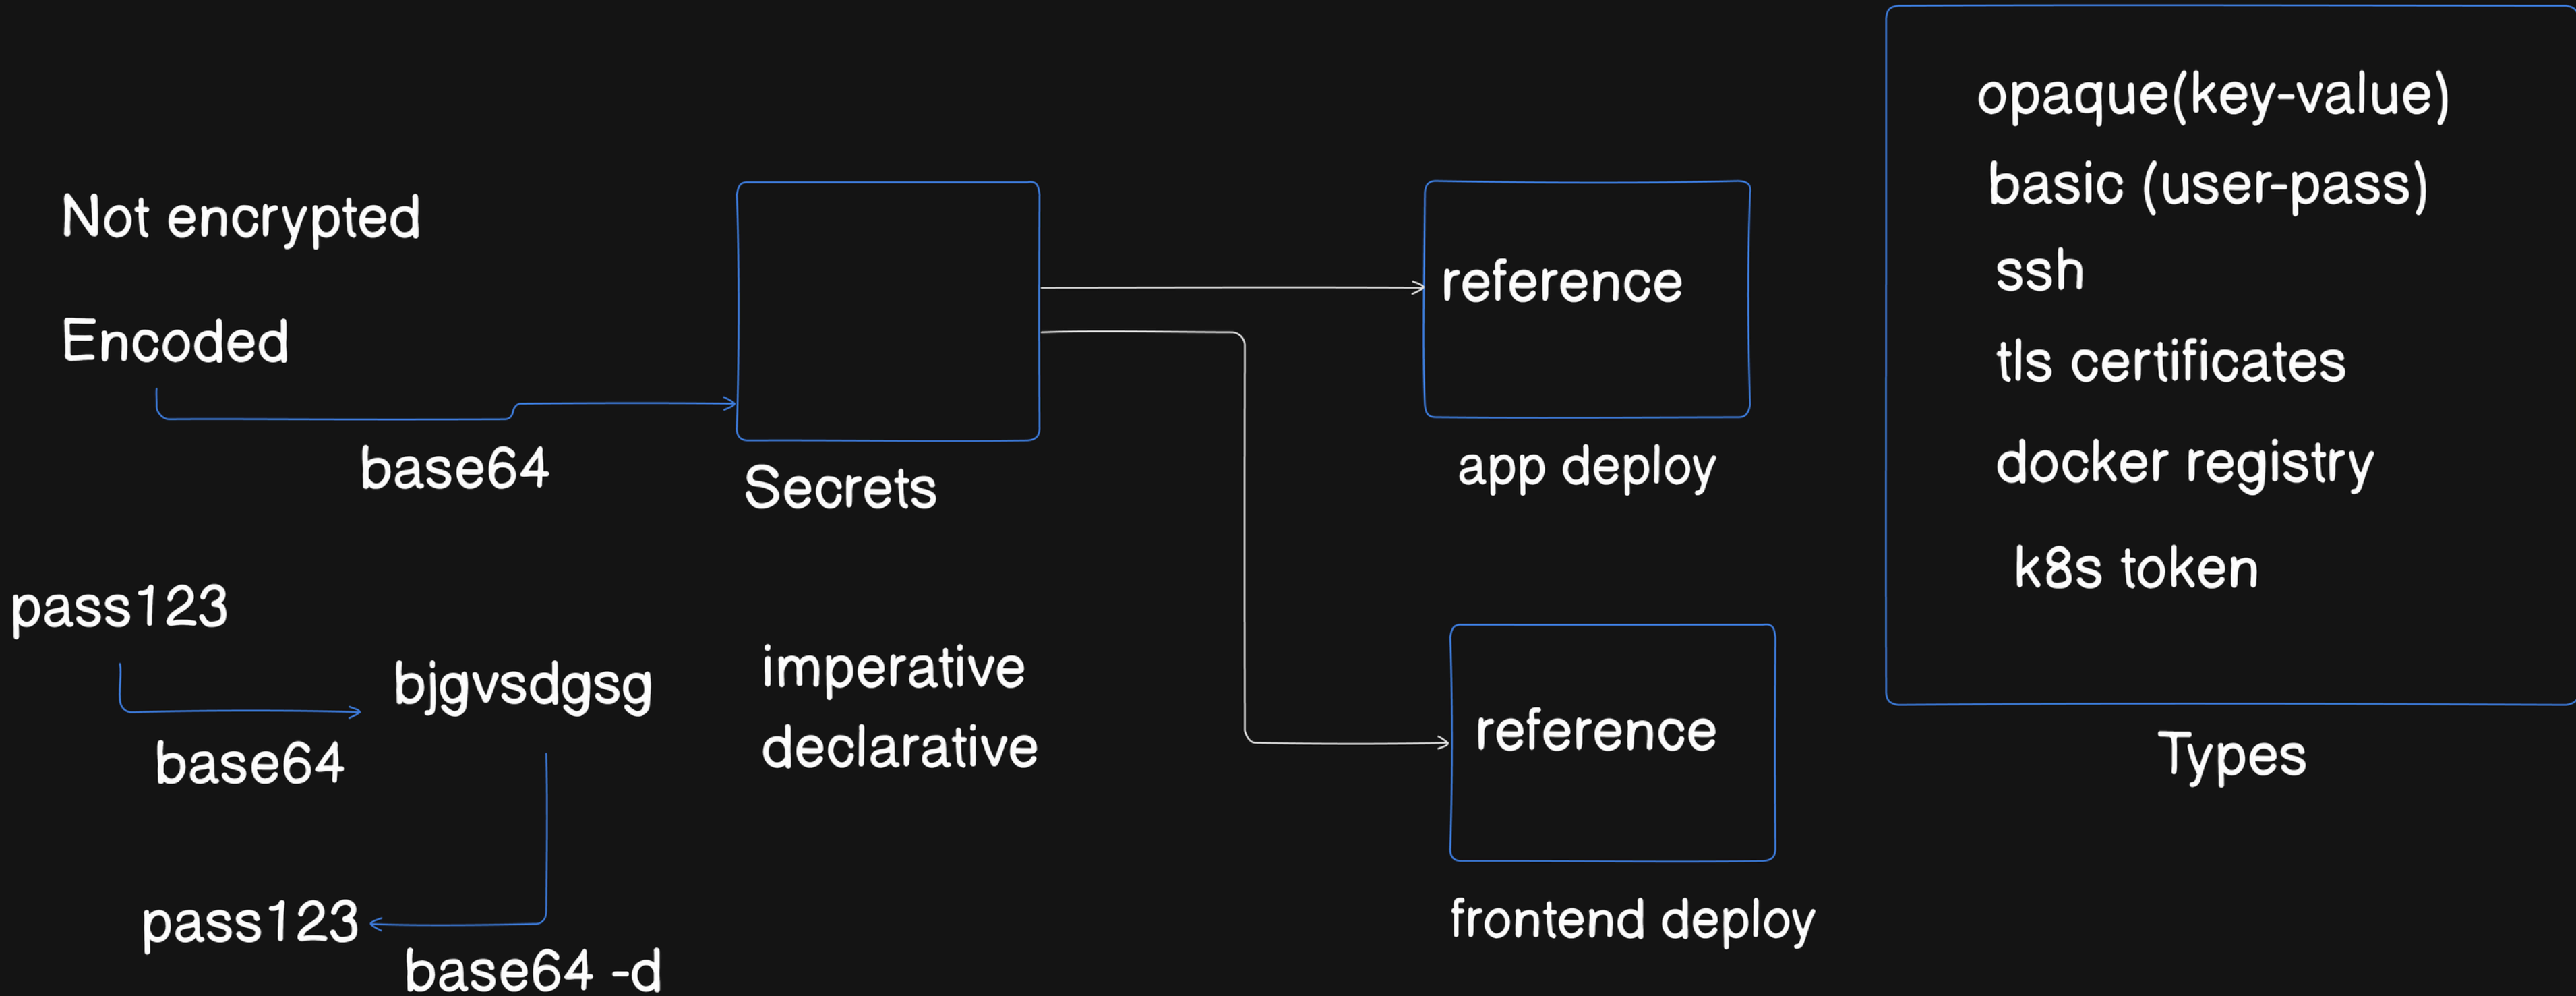 Not encrypted
Encoded
base64
Secrets
pass123
base64
bjgvsdgsg
pass123
base64 -d
imperative
declarative
reference
app deploy
reference
frontend deploy
opaque(key-value)
basic (user-pass)
ssh
tls certificates
docker registry
k8s token
Types